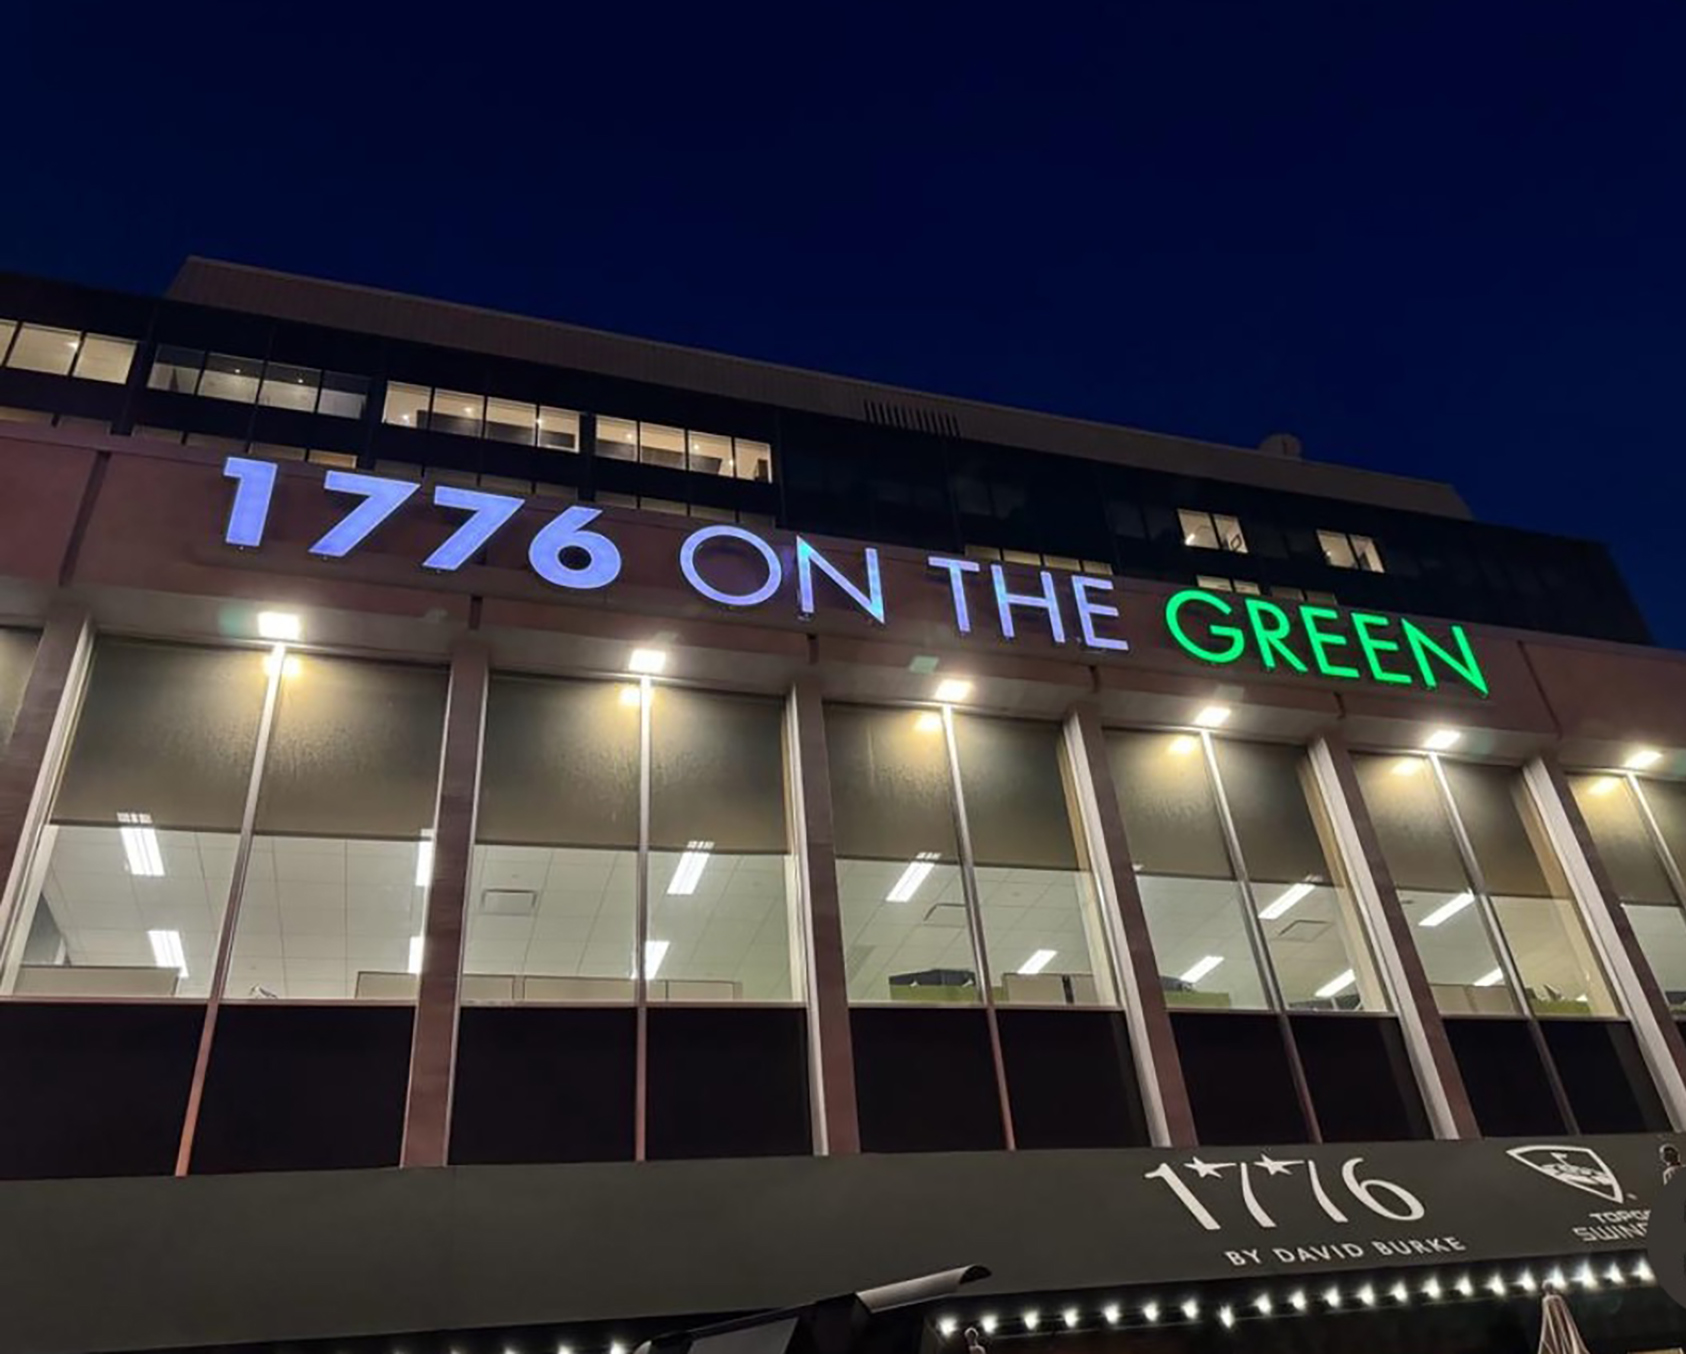 1776 ON THE GREEN
1776
BY DAVID BURKE